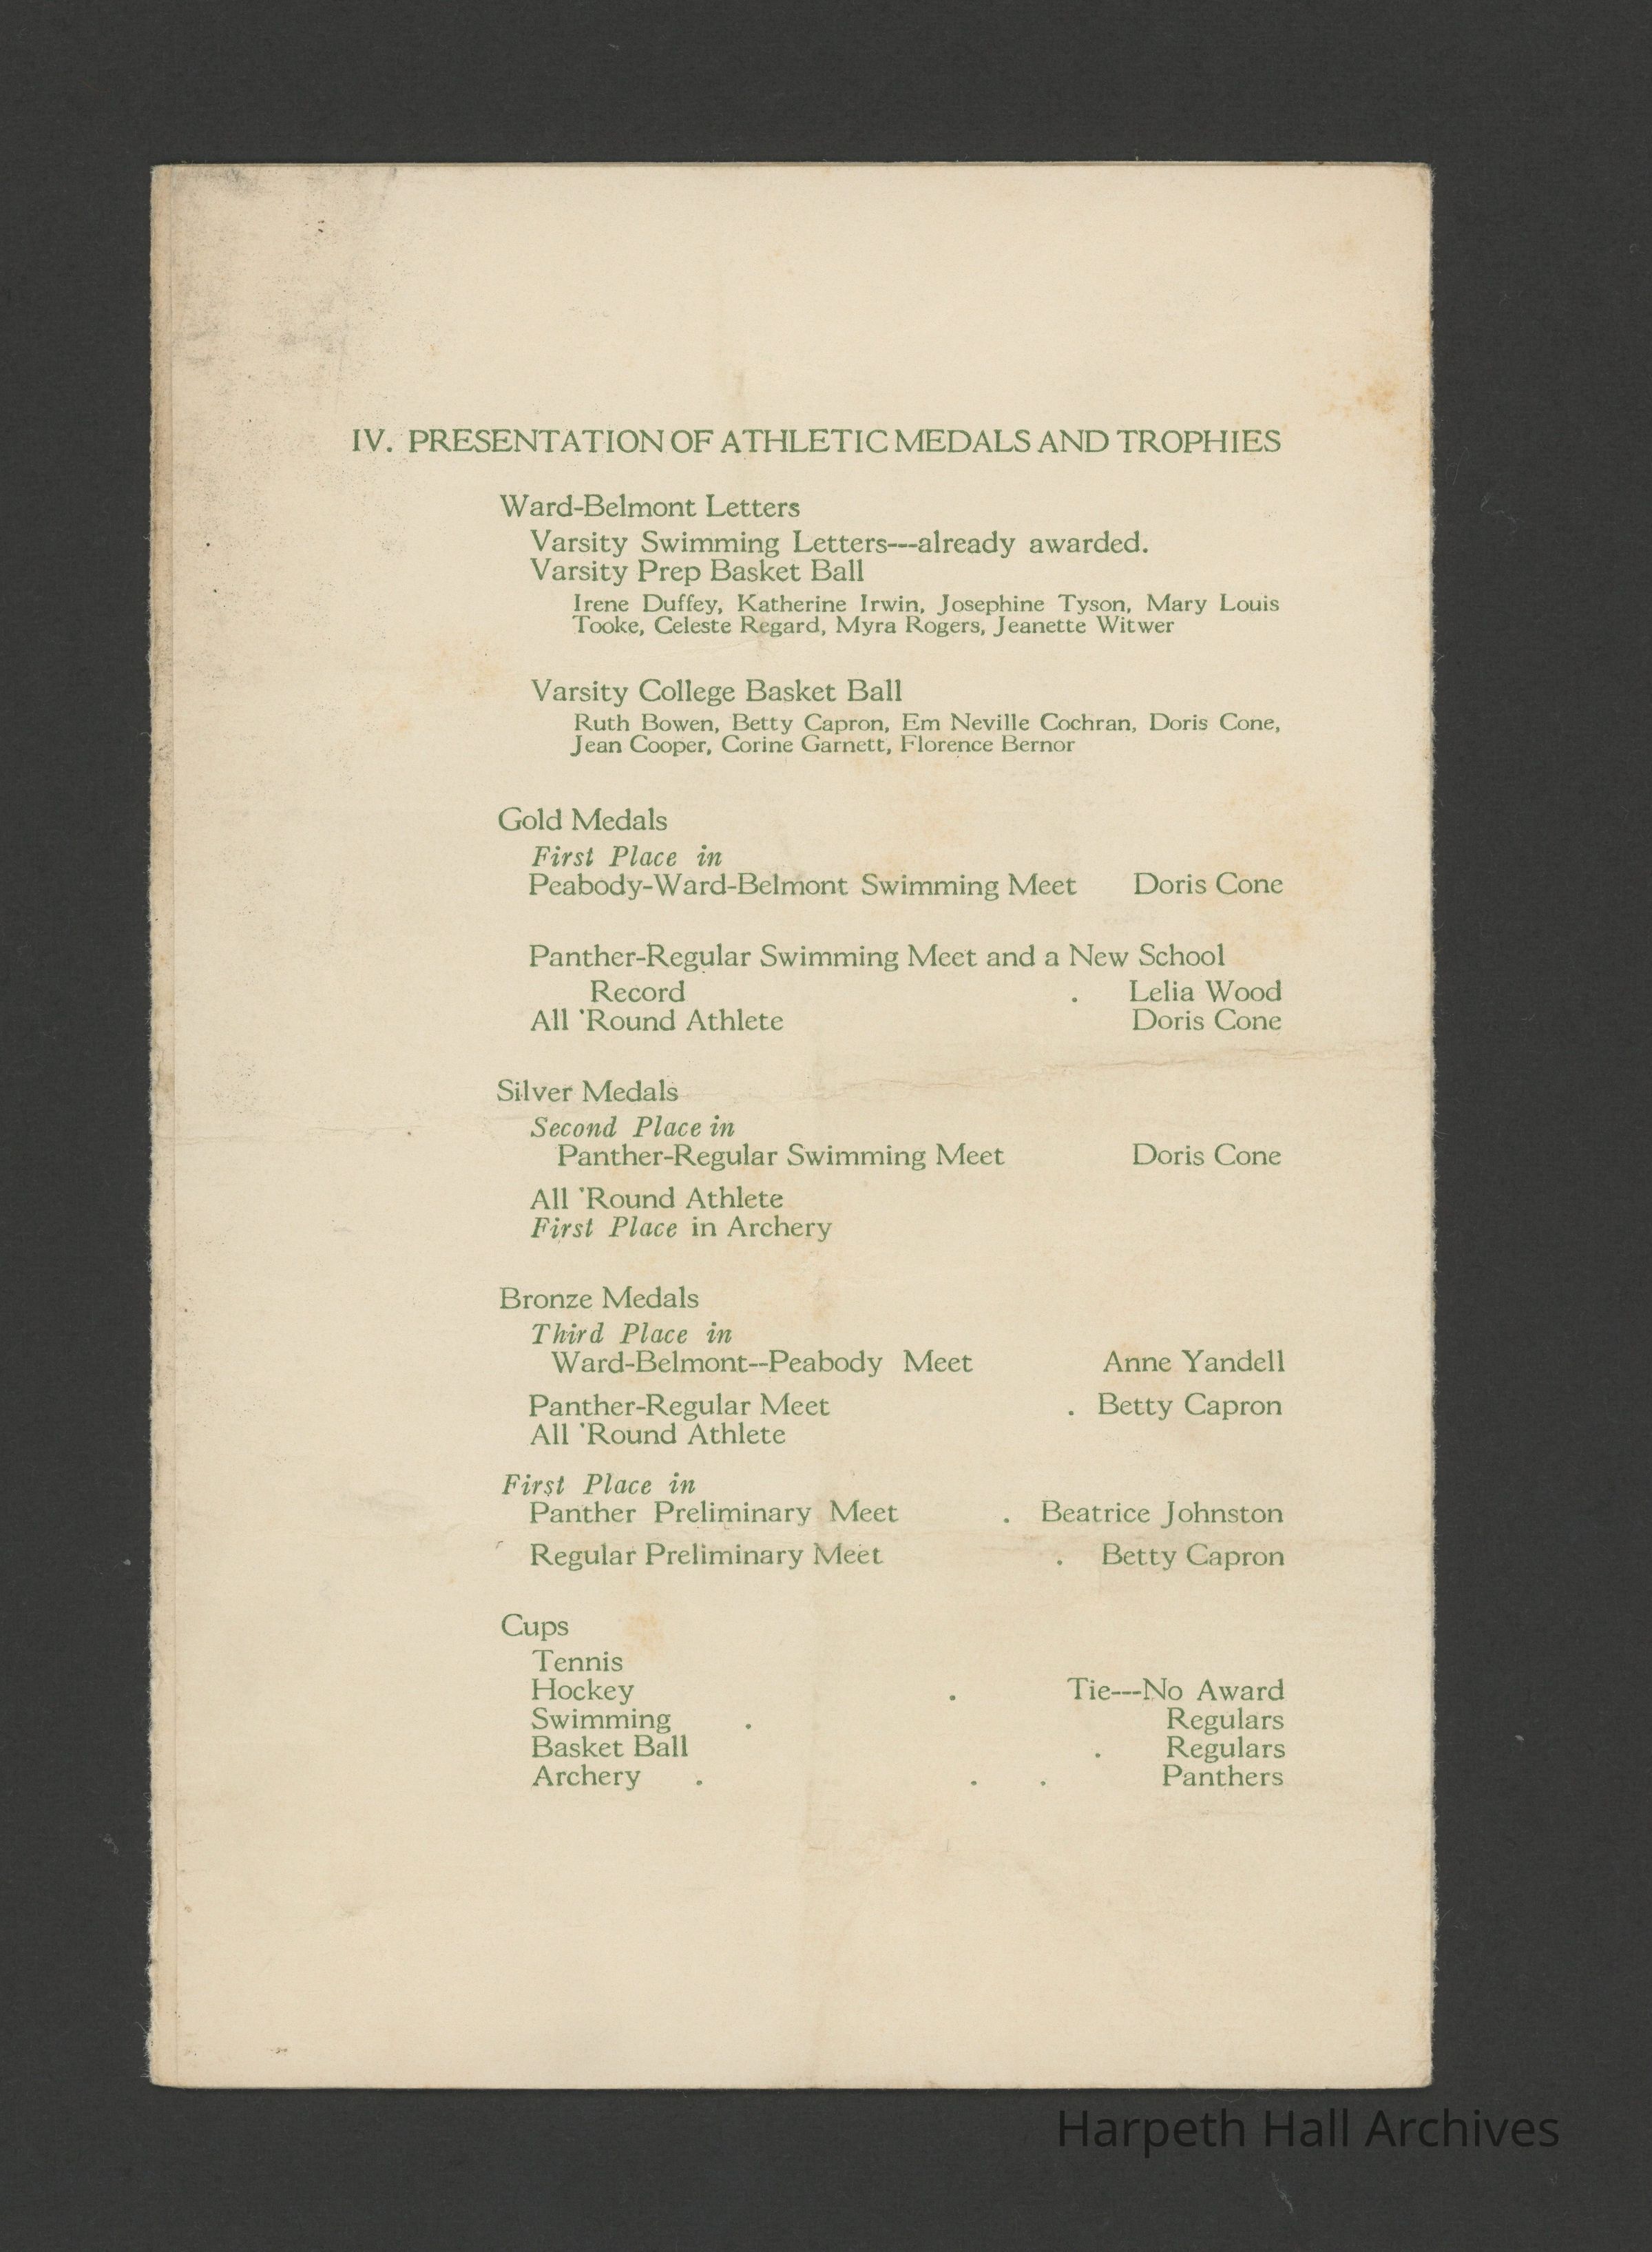 IV. PRESENTATION OF ATHLETIC MEDALS AND TROPHIES
Ward-Belmont Letters
Varsity Swimming Letters---already awarded.
Varsity Prep Basket Ball
Irene Duffey, Katherine Irwin, Josephine Tyson, Mary Louis
Tooke, Celeste Regard, Myra Rogers, Jeanette Witwer
Varsity College Basket Ball
Ruth Bowen, Betty Capron, Em Neville Cochran, Doris Cone,
Jean Cooper, Corine Garnett, Florence Bernor
Gold Medals
First Place in
Peabody-Ward-Belmont Swimming Meet Doris Cone
Panther-Regular Swimming Meet and a New School
Record . Lelia Wood
All 'Round Athlete Doris Cone
Silver Medals
Second Place in
Panther-Regular Swimming Meet Doris Cone
All 'Round Athlete
First Place in Archery
Bronze Medals
Third Place in
Ward-Belmont--Peabody Meet Anne Yandell
Panther-Regular Meet . Betty Capron
All 'Round Athlete
First Place in
Panther Preliminary Meet . Beatrice Johnston
Regular Preliminary Meet . Betty Capron
Cups
Tennis
Hockey . Tie---No Award
Swimming . Regulars
Basket Ball . Regulars
Archery . . . Panthers
Harpeth Hall Archives